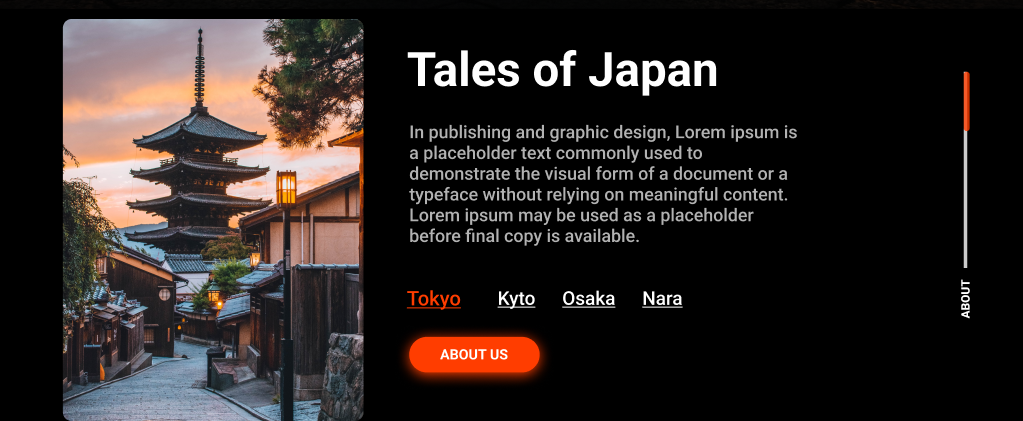 Tales of Japan
In publishing and graphic design, Lorem ipsum is
a placeholder text commonly used to
demonstrate the visual form of a document or a
typeface without relying on meaningful content.
Lorem ipsum may be used as a placeholder
before final copy is available.
Tokyo Kyto Osaka Nara
ABOUT US
ABOUT